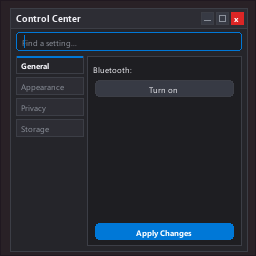 Control Center
Find a setting...
General
Appearance
Privacy
Storage
Bluetooth:
Turn on
Apply Changes